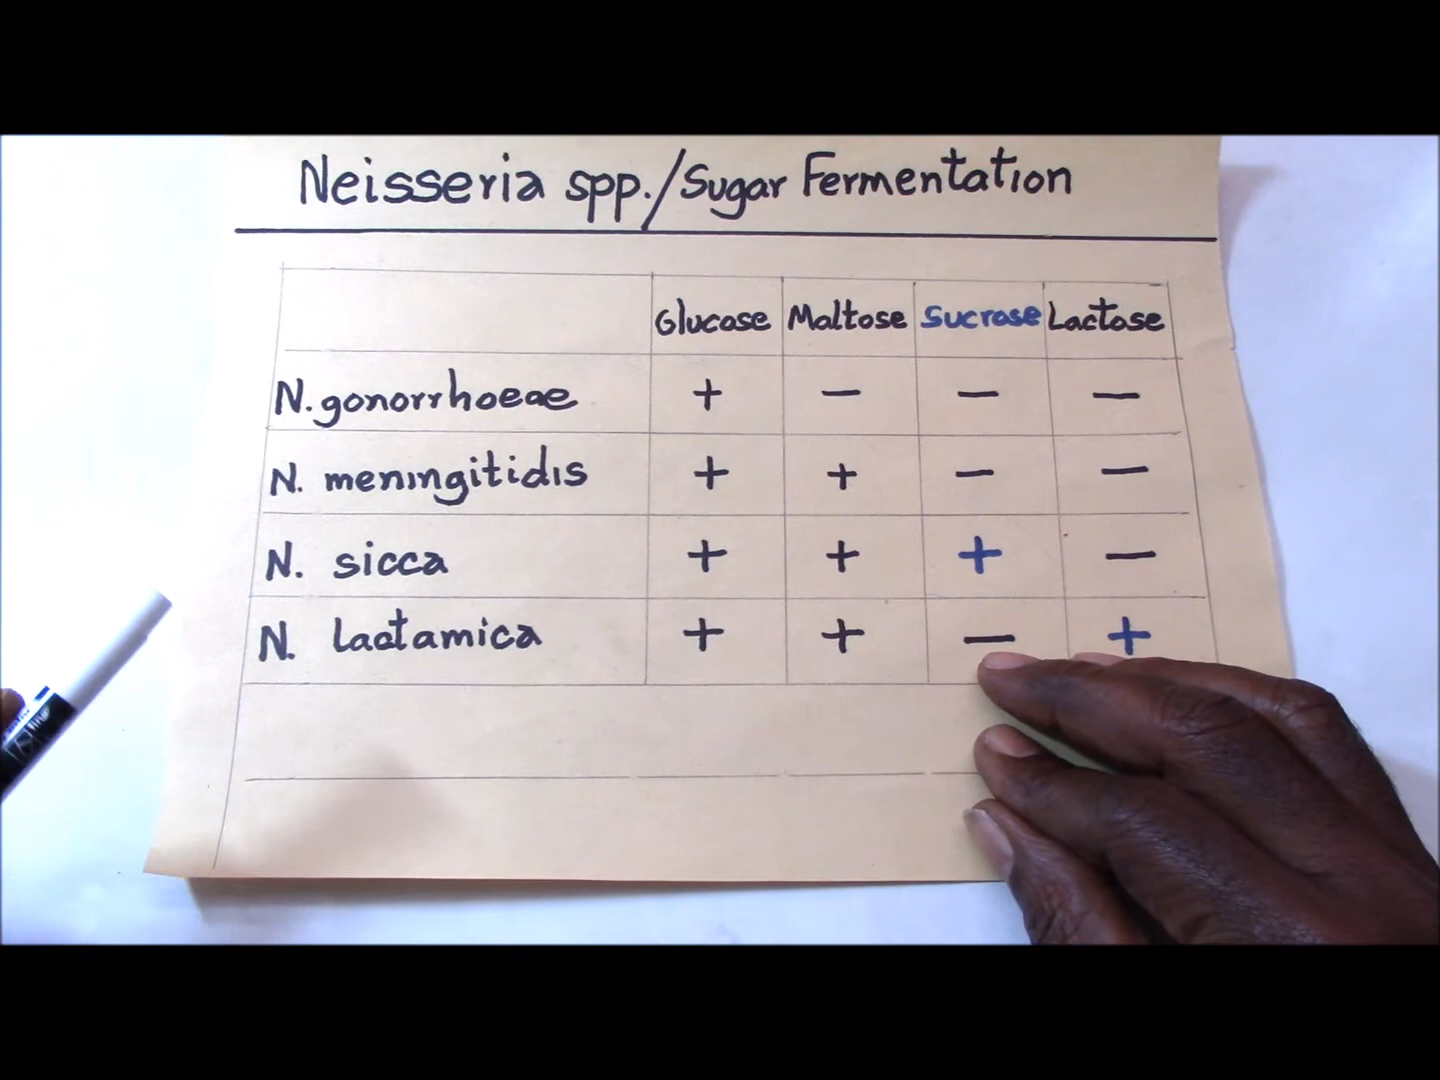 Neisseria spp./Sugar Fermentation
Glucose Maltose Sucrose Lactose
N. gonorrhoeae + — — —
N. meningitidis + + — —
N. sicca + + + —
N. Lactamica + + — +